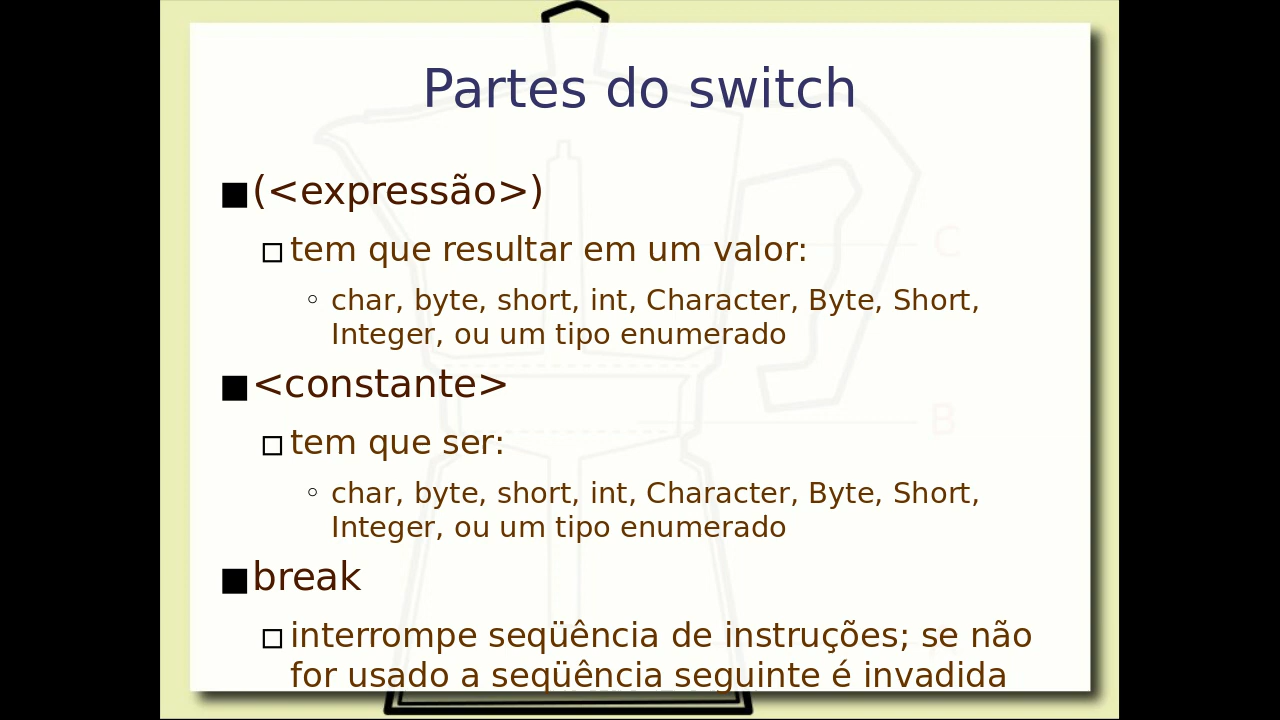 Partes do switch
(<expressão>)
tem que resultar em um valor:
char, byte, short, int, Character, Byte, Short,
Integer, ou um tipo enumerado
C
<constante>
B
tem que ser:
char, byte, short, int, Character, Byte, Short,
Integer, ou um tipo enumerado
break
interrompe seqüência de instruções; se não
for usado a seqüência seguinte é invadida